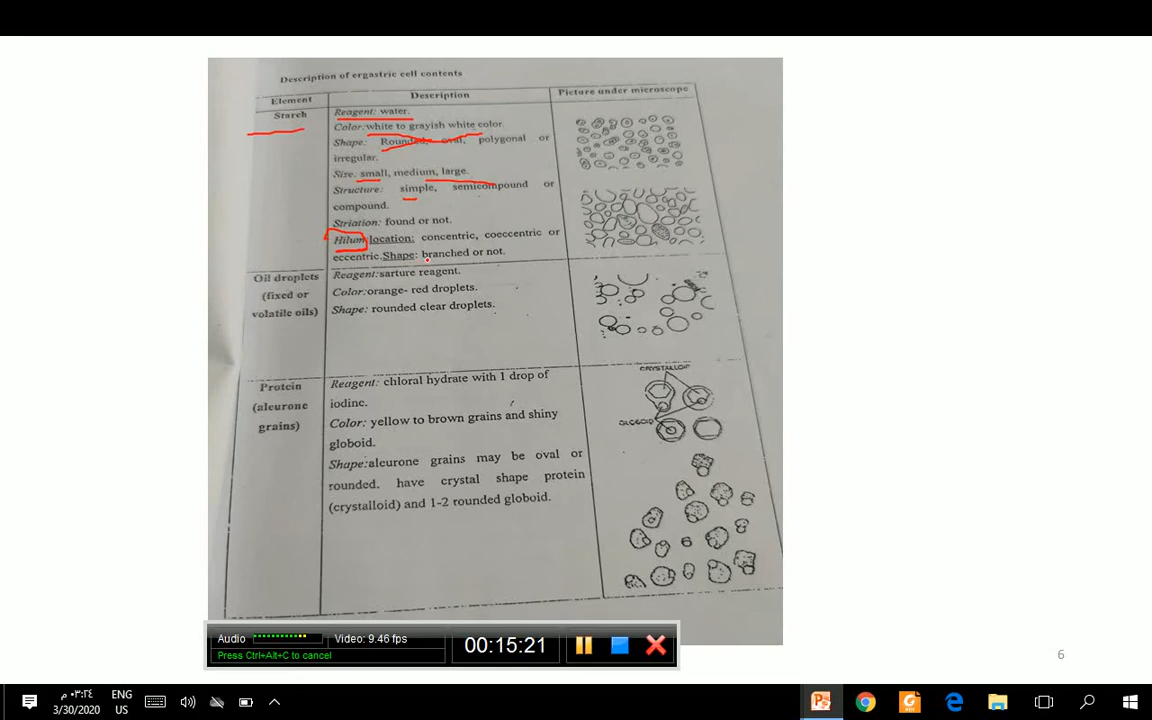 Description of ergastric cell contents
Element
Description
Picture under microscope
Starch
Reagent: water.
Color: white to grayish white color.
Shape: Rounded, oval, polygonal or
irregular.
Size. small, medium, large.
Structure: simple, semicompound or
compound.
Striation: found or not.
Hilum location: concentric, coeccentric or
eccentric. Shape: branched or not.
Oil droplets
(fixed or
volatile oils)
Reagent: sarture reagent.
Color: orange- red droplets.
Shape: rounded clear droplets.
Protein
(aleurone
grains)
Reagent: chloral hydrate with 1 drop of
iodine.
Color: yellow to brown grains and shiny
globoid.
Shape: aleurone grains may be oval or
rounded. have crystal shape protein
(crystalloid) and 1-2 rounded globoid.
CRYSTALLOID
GLOBOID
Audio
Video: 9.46 fps
Press Ctrl+Alt+C to cancel
00:15:21
6
٠٣:٢٤ م
3/30/2020
ENG
US